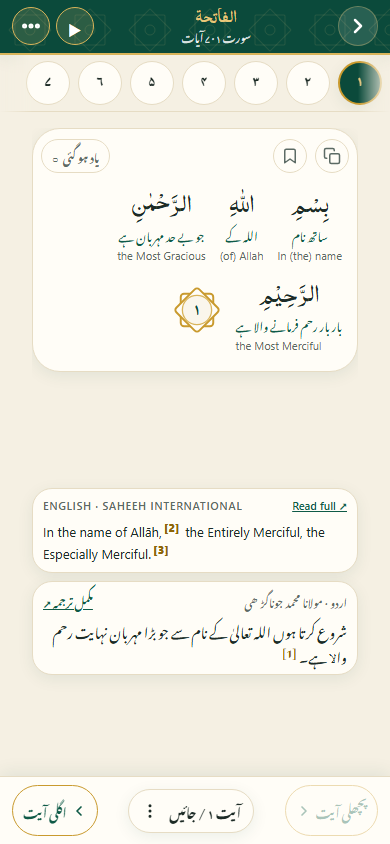 الفاتحة
سورت ۱ · ۷ آیات
۱ ۲ ۳ ۴ ۵ ۶ ۷
یاد ہو گئی ○
بِسْمِ اللّٰهِ الرَّحْمٰنِ
ساتھ نام اللہ کے جو بے حد مہربان ہے
In (the) name (of) Allah the Most Gracious
الرَّحِیْمِ ۱
بار بار رحم فرمانے والا ہے
the Most Merciful
ENGLISH · SAHEEH INTERNATIONAL Read full ↗
In the name of Allāh,[2] the Entirely Merciful, the
Especially Merciful.[3]
اردو · مولانا محمد جوناگڑھی مکمل ترجمہ ↗
شروع کرتا ہوں اللہ تعالیٰ کے نام سے جو بڑا مہربان نہایت رحم
والا ہے۔ [1]
پچھلی آیت آیت ۱ / جائیں اگلی آیت